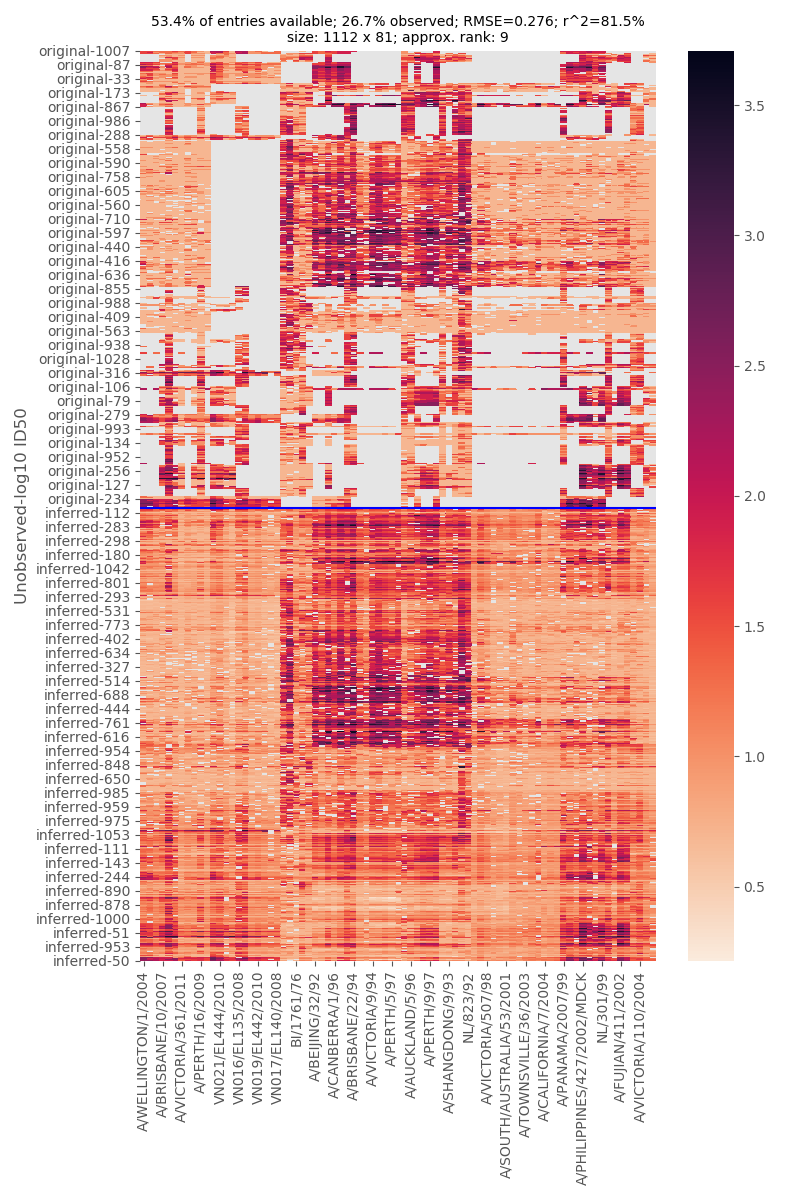 53.4% of entries available; 26.7% observed; RMSE=0.276; r^2=81.5%
size: 1112 x 81; approx. rank: 9
Unobserved-log10 ID50
original-1007
original-87
original-33
original-173
original-867
original-986
original-288
original-558
original-590
original-758
original-605
original-560
original-710
original-597
original-440
original-416
original-636
original-855
original-988
original-409
original-563
original-938
original-1028
original-316
original-106
original-79
original-279
original-993
original-134
original-952
original-256
original-127
original-234
inferred-112
inferred-283
inferred-298
inferred-180
inferred-1042
inferred-801
inferred-293
inferred-531
inferred-773
inferred-402
inferred-634
inferred-327
inferred-514
inferred-688
inferred-444
inferred-761
inferred-616
inferred-954
inferred-848
inferred-650
inferred-985
inferred-959
inferred-975
inferred-1053
inferred-111
inferred-143
inferred-244
inferred-890
inferred-878
inferred-1000
inferred-51
inferred-953
inferred-50
A/WELLINGTON/1/2004
A/BRISBANE/10/2007
A/VICTORIA/361/2011
A/PERTH/16/2009
VN021/EL444/2010
VN016/EL135/2008
VN019/EL442/2010
VN017/EL140/2008
BI/1761/76
A/BEIJING/32/92
A/CANBERRA/1/96
A/BRISBANE/22/94
A/VICTORIA/9/94
A/PERTH/5/97
A/AUCKLAND/5/96
A/PERTH/9/97
A/SHANGDONG/9/93
NL/823/92
A/VICTORIA/507/98
A/SOUTH/AUSTRALIA/53/2001
A/TOWNSVILLE/36/2003
A/CALIFORNIA/7/2004
A/PANAMA/2007/99
A/PHILIPPINES/427/2002/MDCK
NL/301/99
A/FUJIAN/411/2002
A/VICTORIA/110/2004
3.5
3.0
2.5
2.0
1.5
1.0
0.5